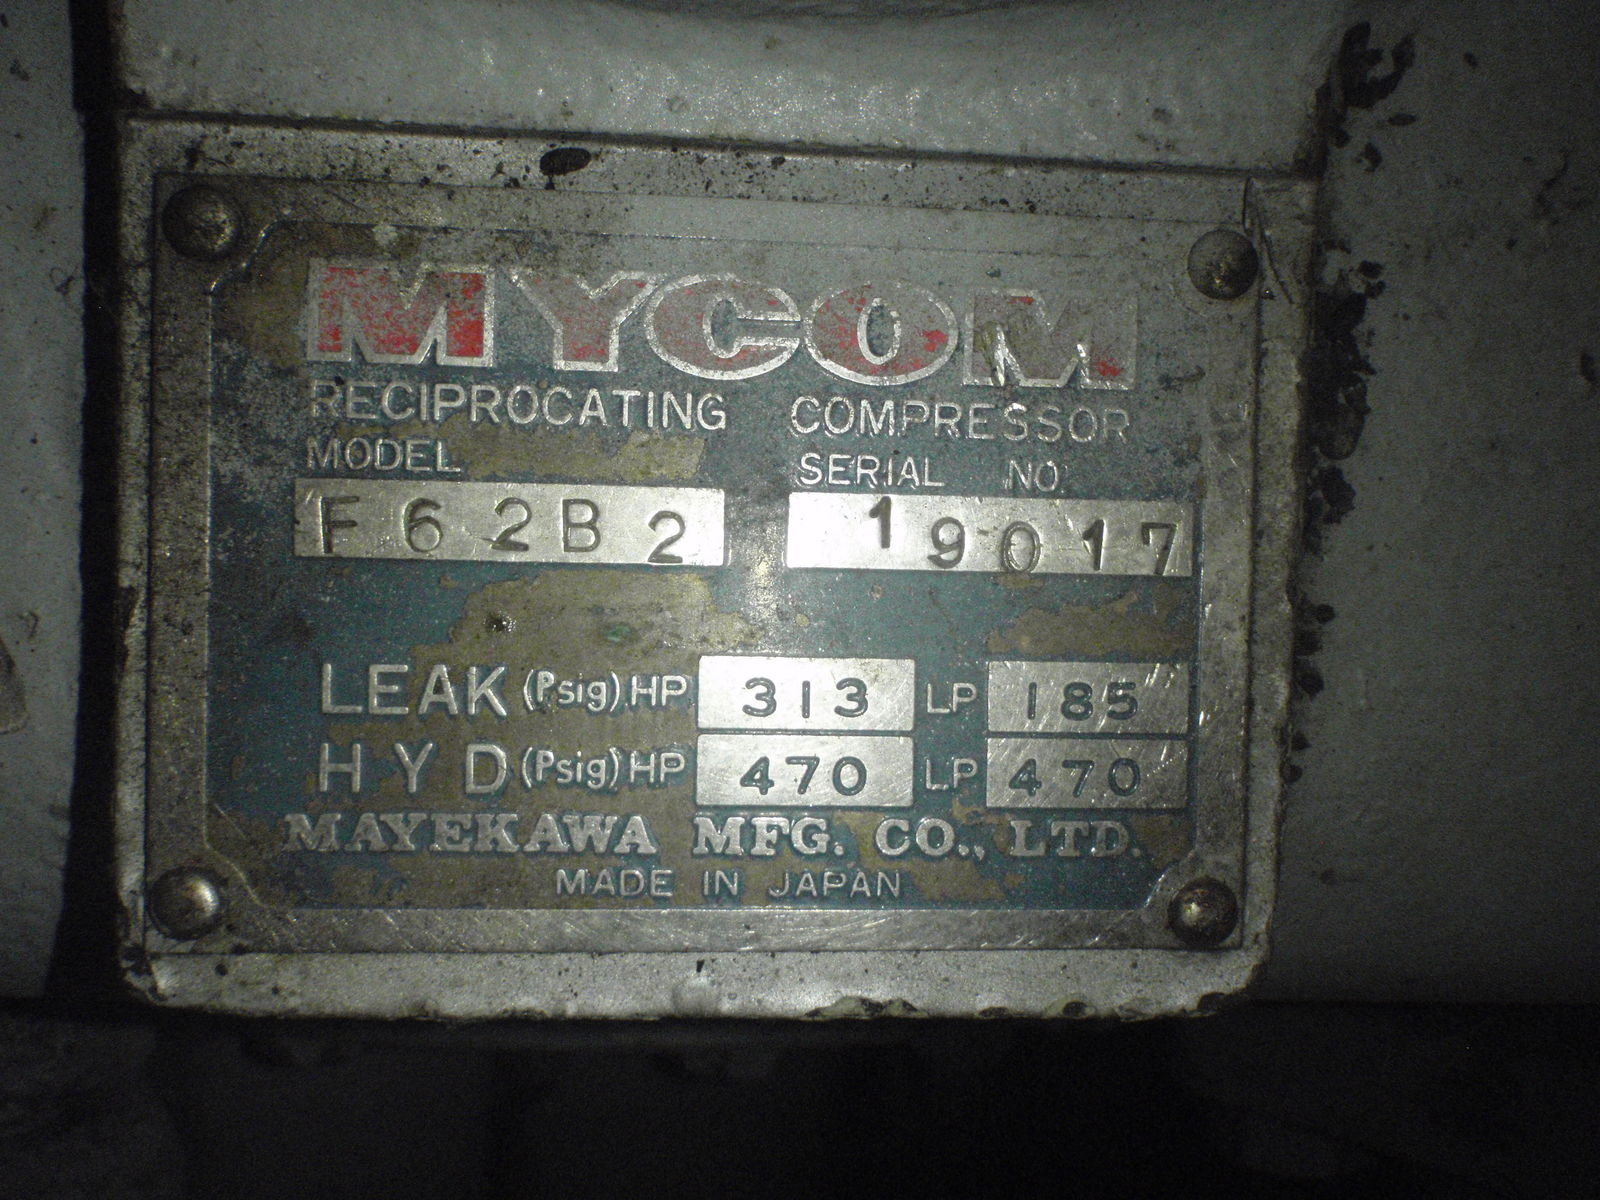 MYCOM
RECIPROCATING COMPRESSOR
MODEL SERIAL NO.
F62B2 19017
LEAK (Psig) HP 313 LP 185
HYD (Psig) HP 470 LP 470
MAYEKAWA MFG. CO., LTD.
MADE IN JAPAN